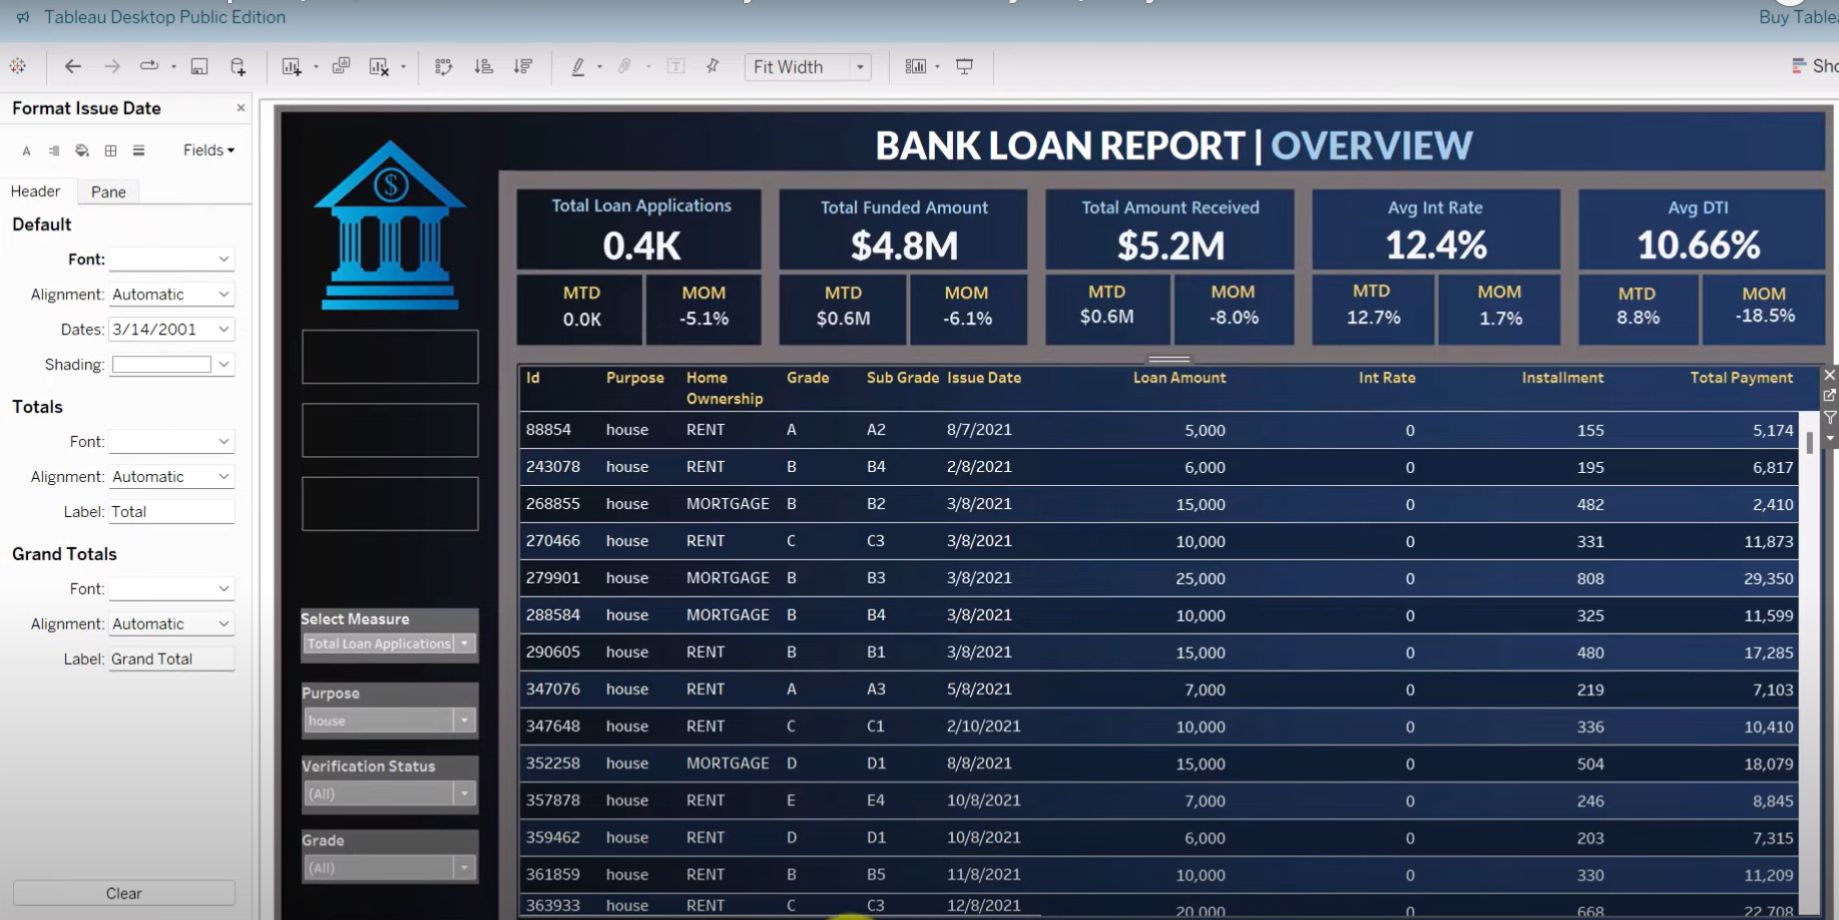 Tableau Desktop Public Edition
Buy Table
Fit Width
Sho
Format Issue Date
A
Fields
Header Pane
Default
Font:
Alignment: Automatic
Dates: 3/14/2001
Shading:
Totals
Font:
Alignment: Automatic
Label: Total
Grand Totals
Font:
Alignment: Automatic
Label: Grand Total
Clear
$
BANK LOAN REPORT | OVERVIEW
Total Loan Applications
0.4K
MTD MOM
0.0K -5.1%
Total Funded Amount
$4.8M
MTD MOM
$0.6M -6.1%
Total Amount Received
$5.2M
MTD MOM
$0.6M -8.0%
Avg Int Rate
12.4%
MTD MOM
12.7% 1.7%
Avg DTI
10.66%
MTD MOM
8.8% -18.5%
Select Measure
Total Loan Applications
Purpose
house
Verification Status
(All)
Grade
(All)
Id Purpose Home Ownership Grade Sub Grade Issue Date Loan Amount Int Rate Installment Total Payment
88854 house RENT A A2 8/7/2021 5,000 0 155 5,174
243078 house RENT B B4 2/8/2021 6,000 0 195 6,817
268855 house MORTGAGE B B2 3/8/2021 15,000 0 482 2,410
270466 house RENT C C3 3/8/2021 10,000 0 331 11,873
279901 house MORTGAGE B B3 3/8/2021 25,000 0 808 29,350
288584 house MORTGAGE B B4 3/8/2021 10,000 0 325 11,599
290605 house RENT B B1 3/8/2021 15,000 0 480 17,285
347076 house RENT A A3 5/8/2021 7,000 0 219 7,103
347648 house RENT C C1 2/10/2021 10,000 0 336 10,410
352258 house MORTGAGE D D1 8/8/2021 15,000 0 504 18,079
357878 house RENT E E4 10/8/2021 7,000 0 246 8,845
359462 house RENT D D1 10/8/2021 6,000 0 203 7,315
361859 house RENT B B5 11/8/2021 10,000 0 330 11,209
363933 house RENT C C3 12/8/2021 20,000 0 668 22,708